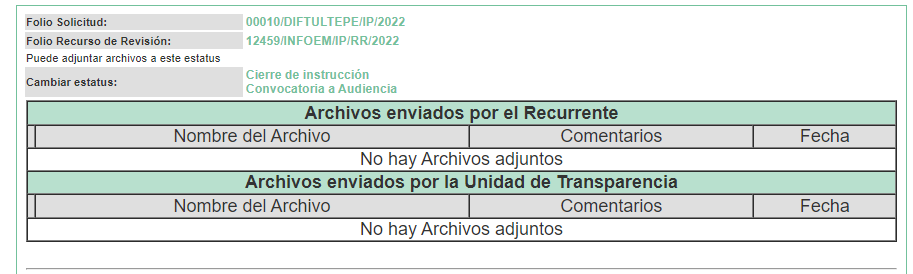 Folio Solicitud: 00010/DIFTULTEPE/IP/2022
Folio Recurso de Revisión: 12459/INFOEM/IP/RR/2022
Puede adjuntar archivos a este estatus
Cambiar estatus: Cierre de instrucción
Convocatoria a Audiencia
Archivos enviados por el Recurrente
Nombre del Archivo Comentarios Fecha
No hay Archivos adjuntos
Archivos enviados por la Unidad de Transparencia
Nombre del Archivo Comentarios Fecha
No hay Archivos adjuntos